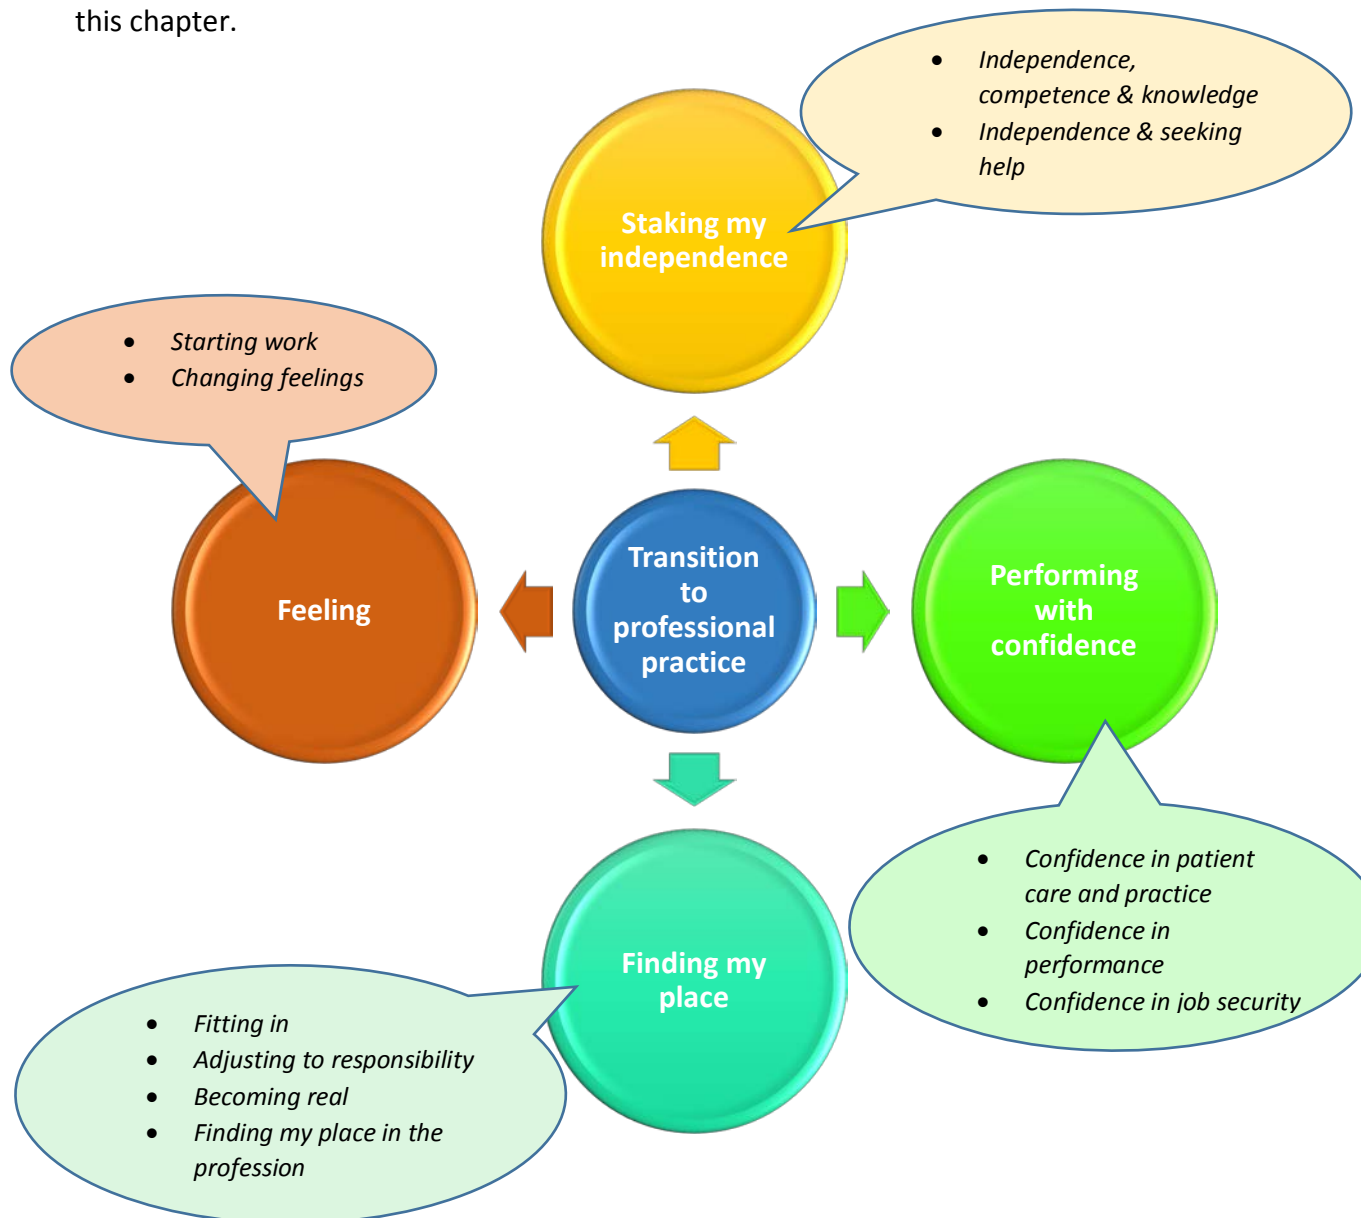 this chapter.
• Independence,
competence & knowledge
• Independence & seeking
help
Staking my
independence
• Starting work
• Changing feelings
Feeling
Transition
to
professional
practice
Performing
with
confidence
• Confidence in patient
care and practice
• Confidence in
performance
• Confidence in job security
Finding my
place
• Fitting in
• Adjusting to responsibility
• Becoming real
• Finding my place in the
profession